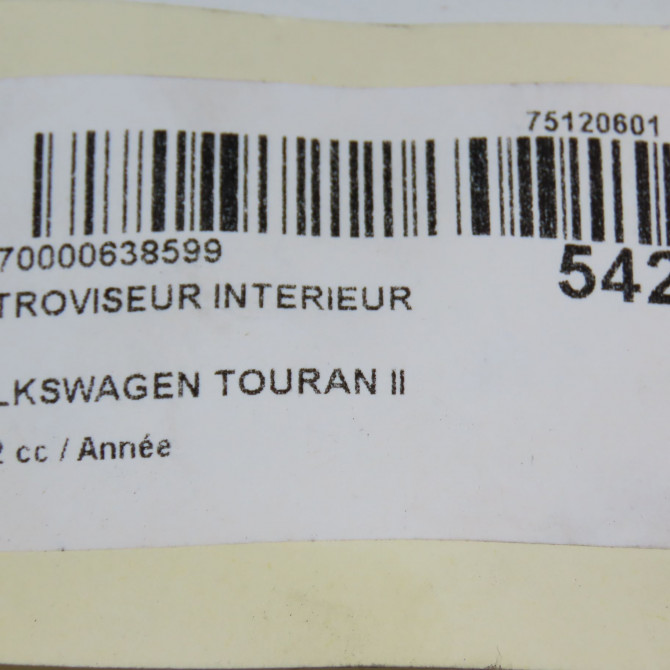 75120601
70000638599
542
TROVISEUR INTERIEUR
LKSWAGEN TOURAN II
2 cc / Année